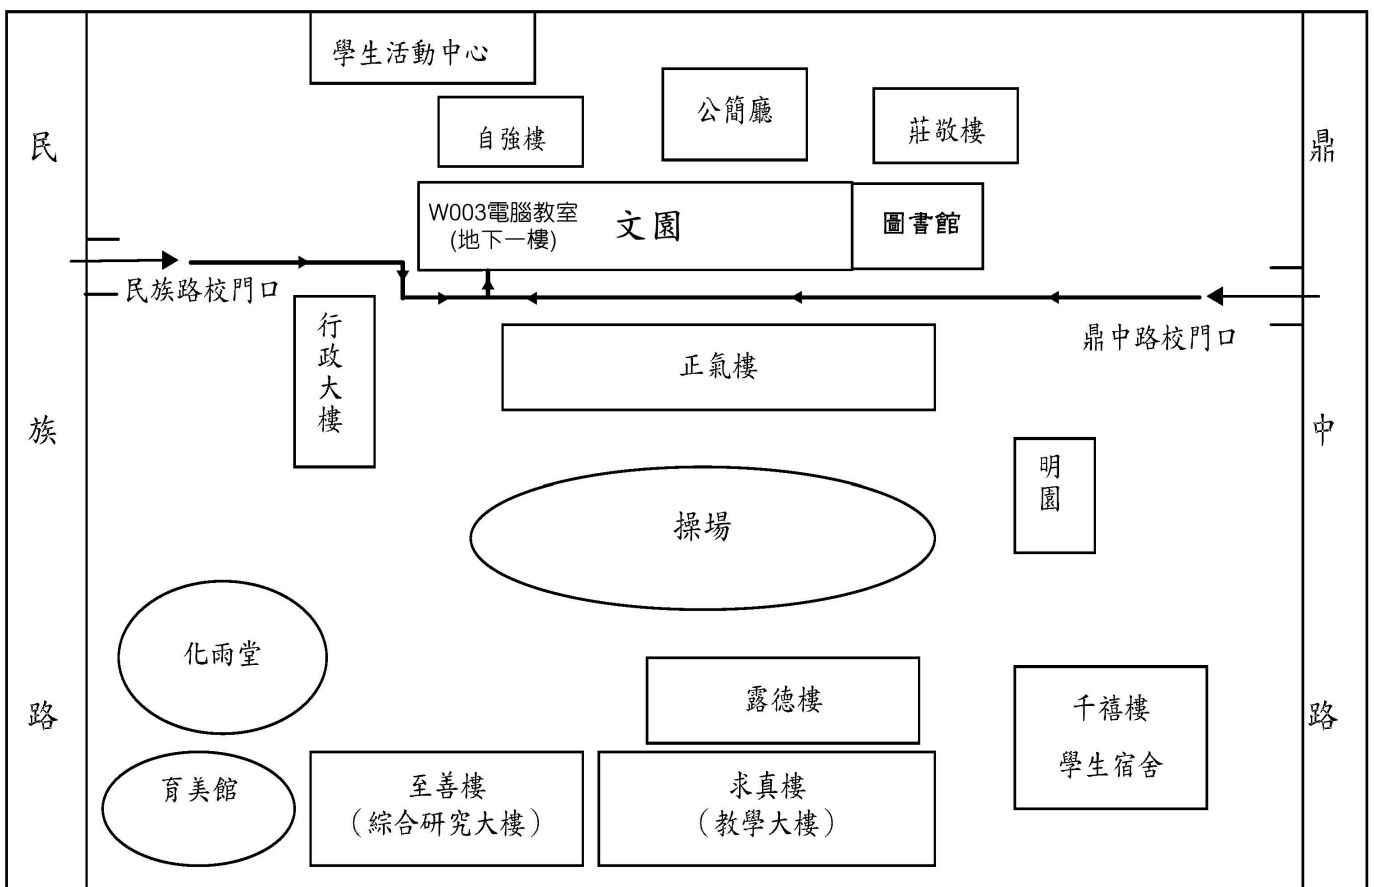 學生活動中心
自強樓
公簡廳
莊敬樓
民族路
鼎中路
W003電腦教室
(地下一樓)
文園
圖書館
民族路校門口
鼎中路校門口
行政大樓
正氣樓
明園
操場
化雨堂
露德樓
千禧樓
學生宿舍
育美館
至善樓
（綜合研究大樓）
求真樓
（教學大樓）